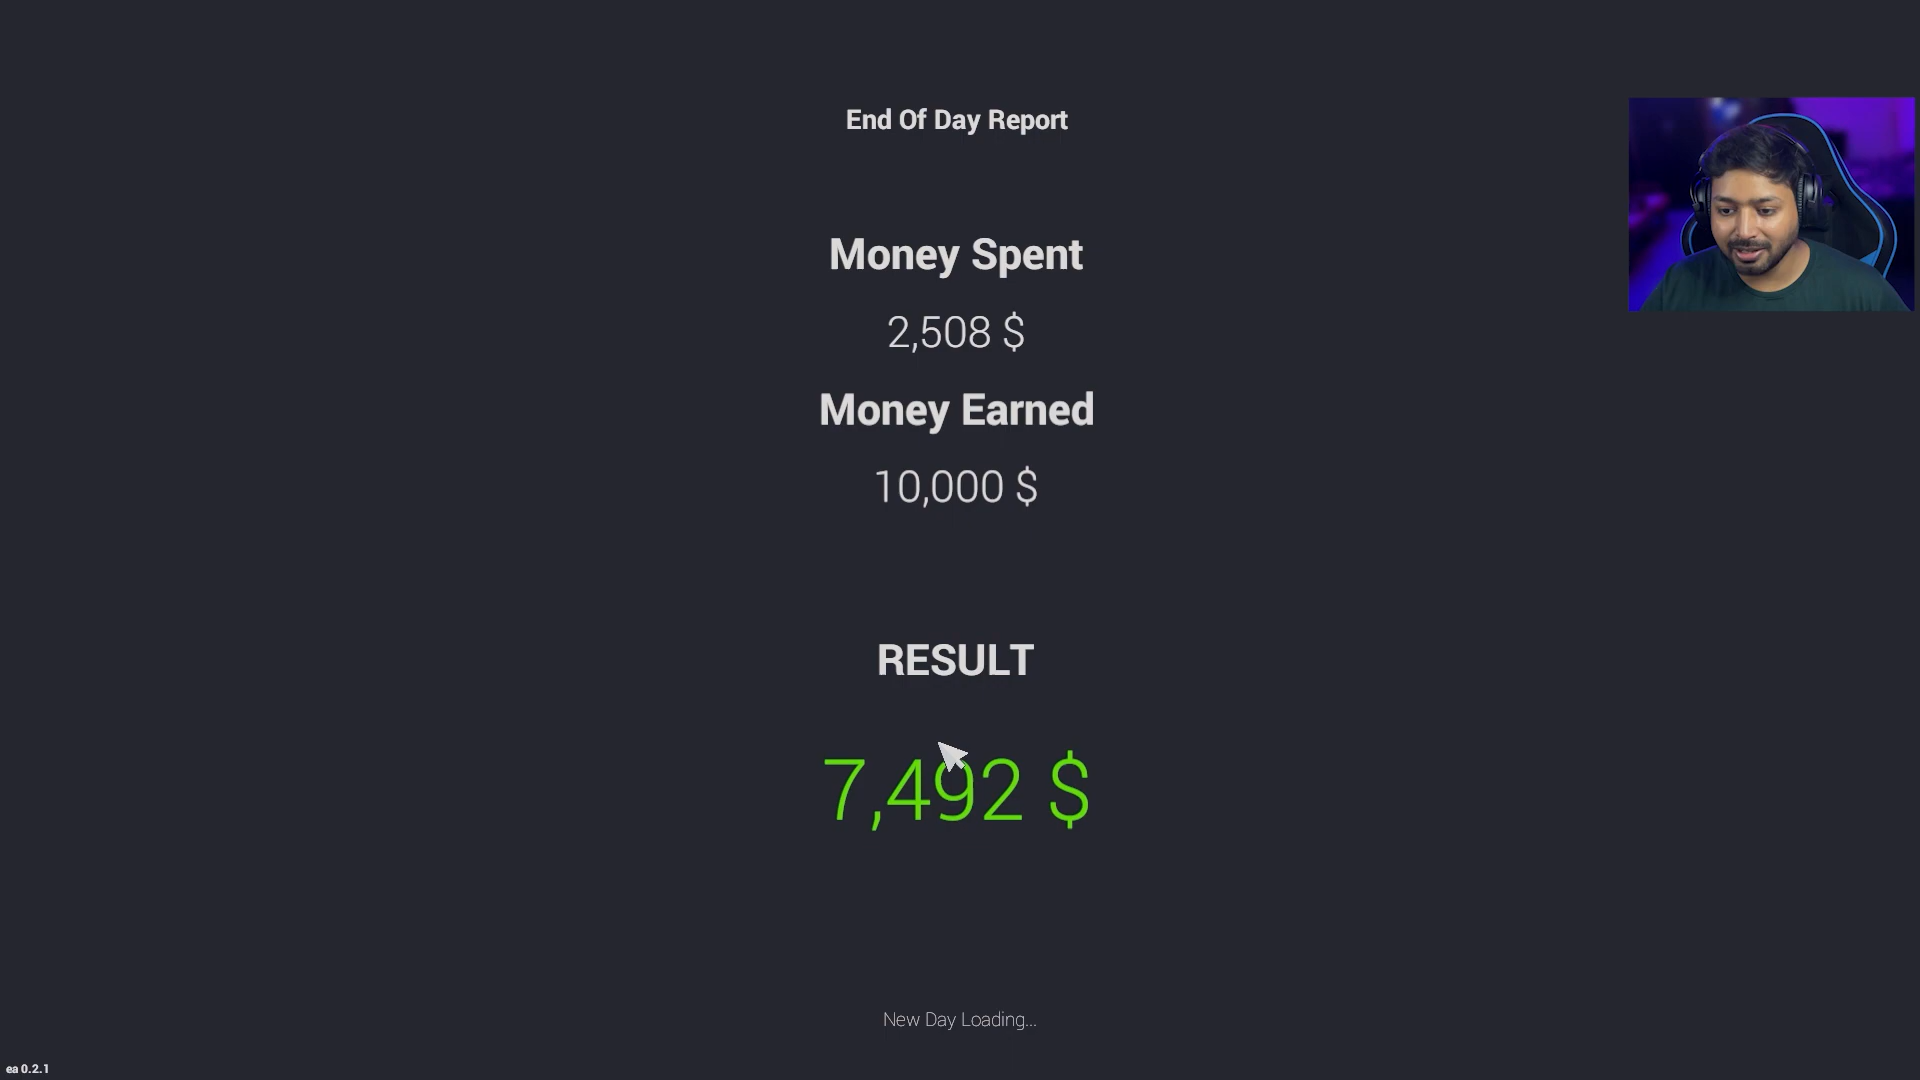 End Of Day Report
Money Spent
2,508 $
Money Earned
10,000 $
RESULT
7,492 $
New Day Loading...
ea 0.2.1